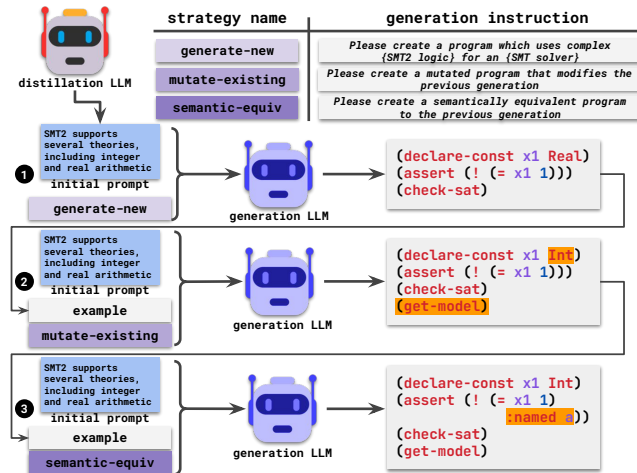 strategy name
generation instruction
generate-new
Please create a program which uses complex
{SMT2 logic} for an {SMT solver}
mutate-existing
Please create a mutated program that modifies the
previous generation
semantic-equiv
Please create a semantically equivalent program
to the previous generation
distillation LLM
1
SMT2 supports
several theories,
including integer
and real arithmetic
initial prompt
generate-new
generation LLM
(declare-const x1 Real)
(assert (! (= x1 1)))
(check-sat)
2
SMT2 supports
several theories,
including integer
and real arithmetic
initial prompt
example
mutate-existing
generation LLM
(declare-const x1 Int)
(assert (! (= x1 1)))
(check-sat)
(get-model)
3
SMT2 supports
several theories,
including integer
and real arithmetic
initial prompt
example
semantic-equiv
generation LLM
(declare-const x1 Int)
(assert (! (= x1 1)
:named a))
(check-sat)
(get-model)